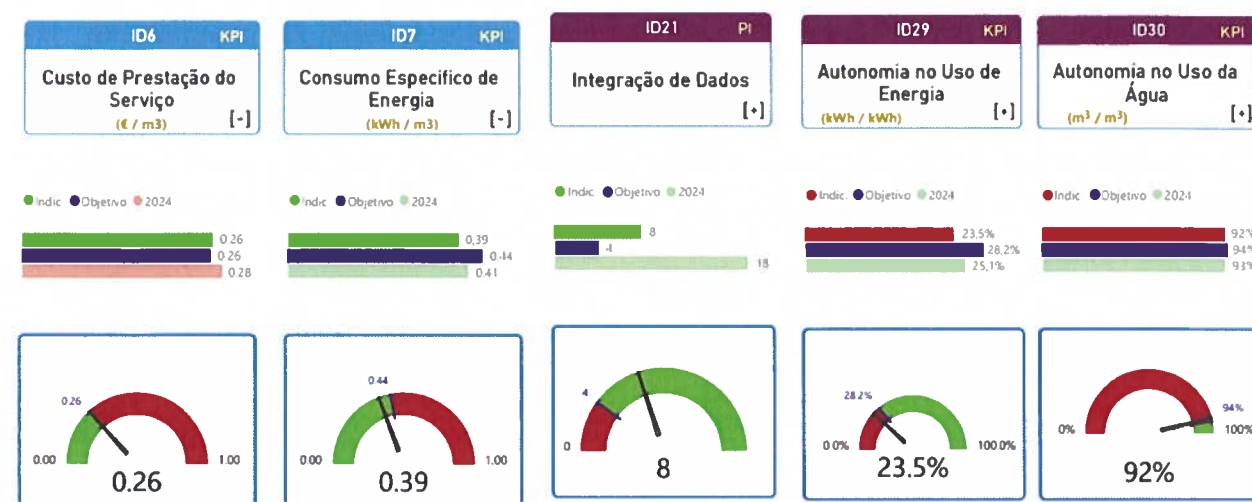 ID6 KPI
Custo de Prestação do
Serviço
(€ / m3) [-]
Indic Objetivo 2024
0.26
0.26
0.28
0.26
0.00 1.00
0.26
ID7 KPI
Consumo Especifico de
Energia
(kWh / m3) [-]
Indic Objetivo 2024
0,39
0.44
0.41
0.44
0.00 1.00
0.39
ID21 PI
Integração de Dados
[+]
Indic Objetivo 2024
8
4
18
4
0
8
ID29 KPI
Autonomia no Uso de
Energia
(kWh / kWh) [+]
Indic. Objetivo 2024
23.5%
28,2%
25,1%
28.2%
0.0% 100.0%
23.5%
ID30 KPI
Autonomia no Uso da
Água
(m³ / m³) [+]
Indic Objetivo 2024
92%
94%
93%
94%
0% 100%
92%